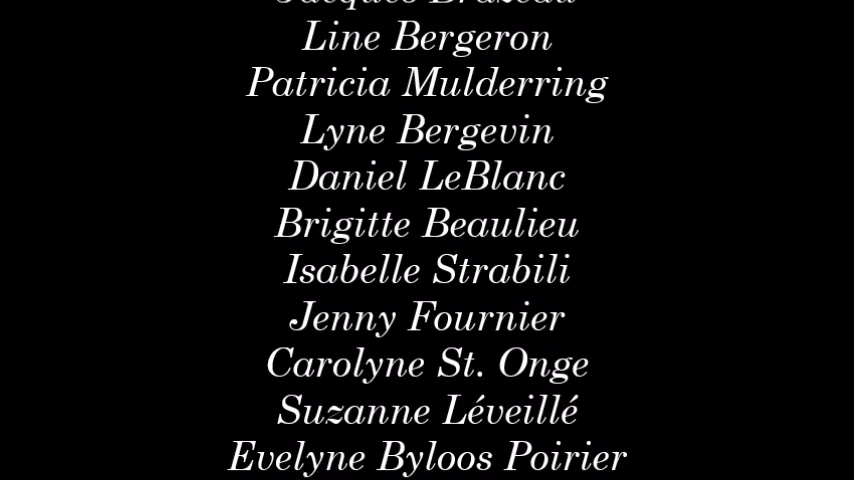 Line Bergeron
Patricia Mulderring
Lyne Bergevin
Daniel LeBlanc
Brigitte Beaulieu
Isabelle Strabili
Jenny Fournier
Carolyne St. Onge
Suzanne Léveillé
Evelyne Byloos Poirier